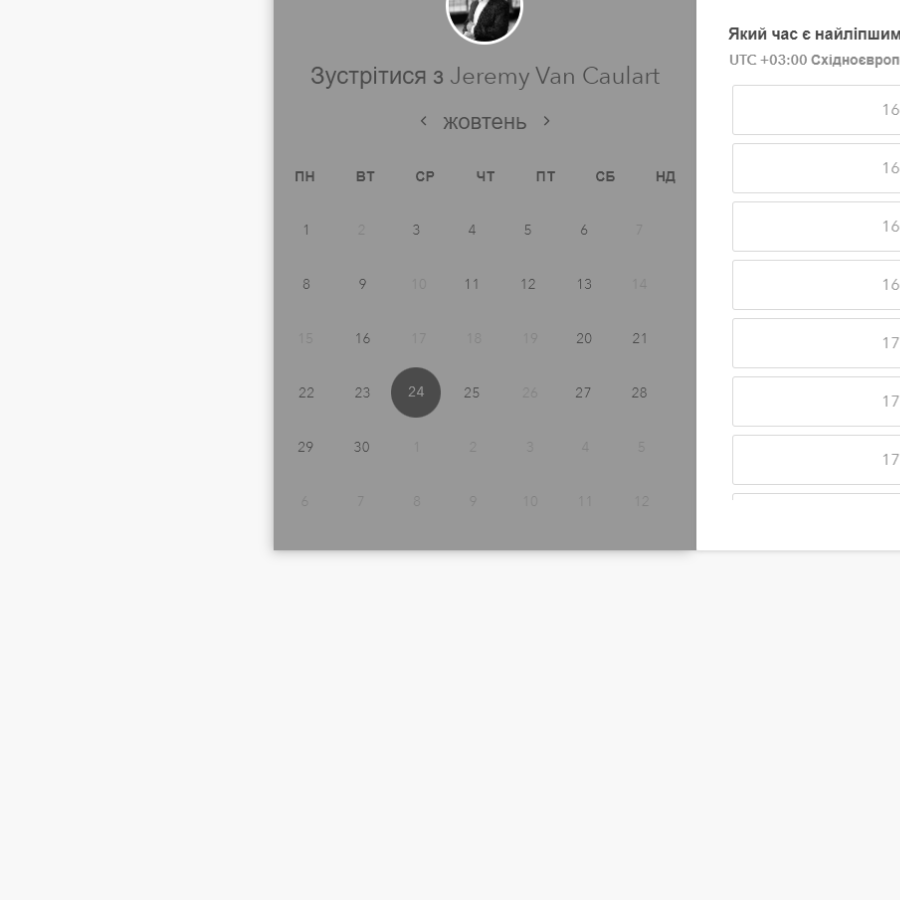 Зустрітися з Jeremy Van Caulart
‹ жовтень ›
ПН ВТ СР ЧТ ПТ СБ НД
1 2 3 4 5 6 7
8 9 10 11 12 13 14
15 16 17 18 19 20 21
22 23 24 25 26 27 28
29 30 1 2 3 4 5
6 7 8 9 10 11 12
Який час є найліпшим
UTC +03:00 Східноєвроп
16
16
16
16
17
17
17